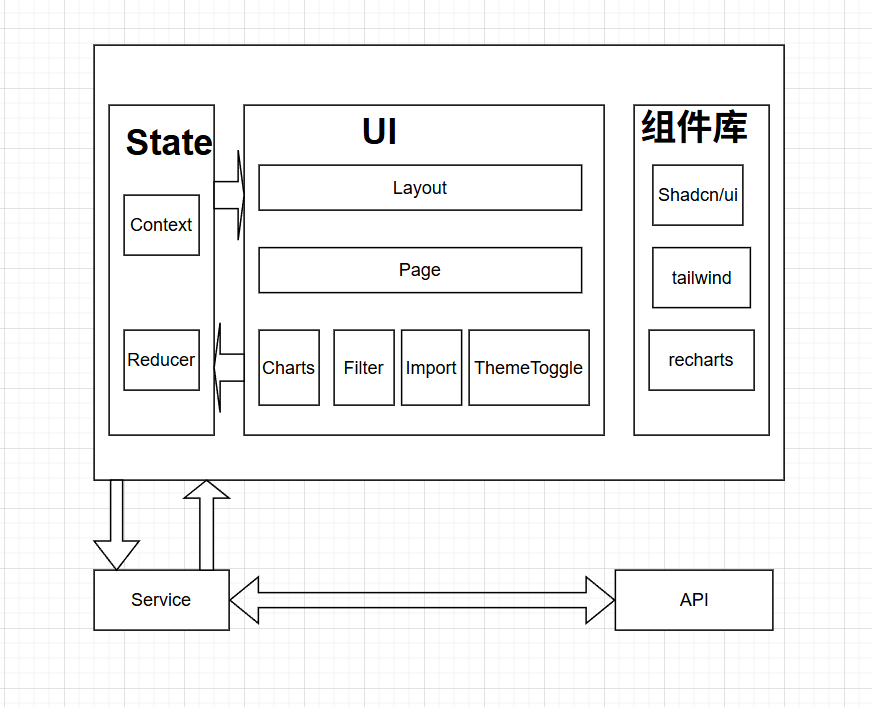 State
Context
Reducer
UI
Layout
Page
Charts
Filter
Import
ThemeToggle
组件库
Shadcn/ui
tailwind
recharts
Service
API